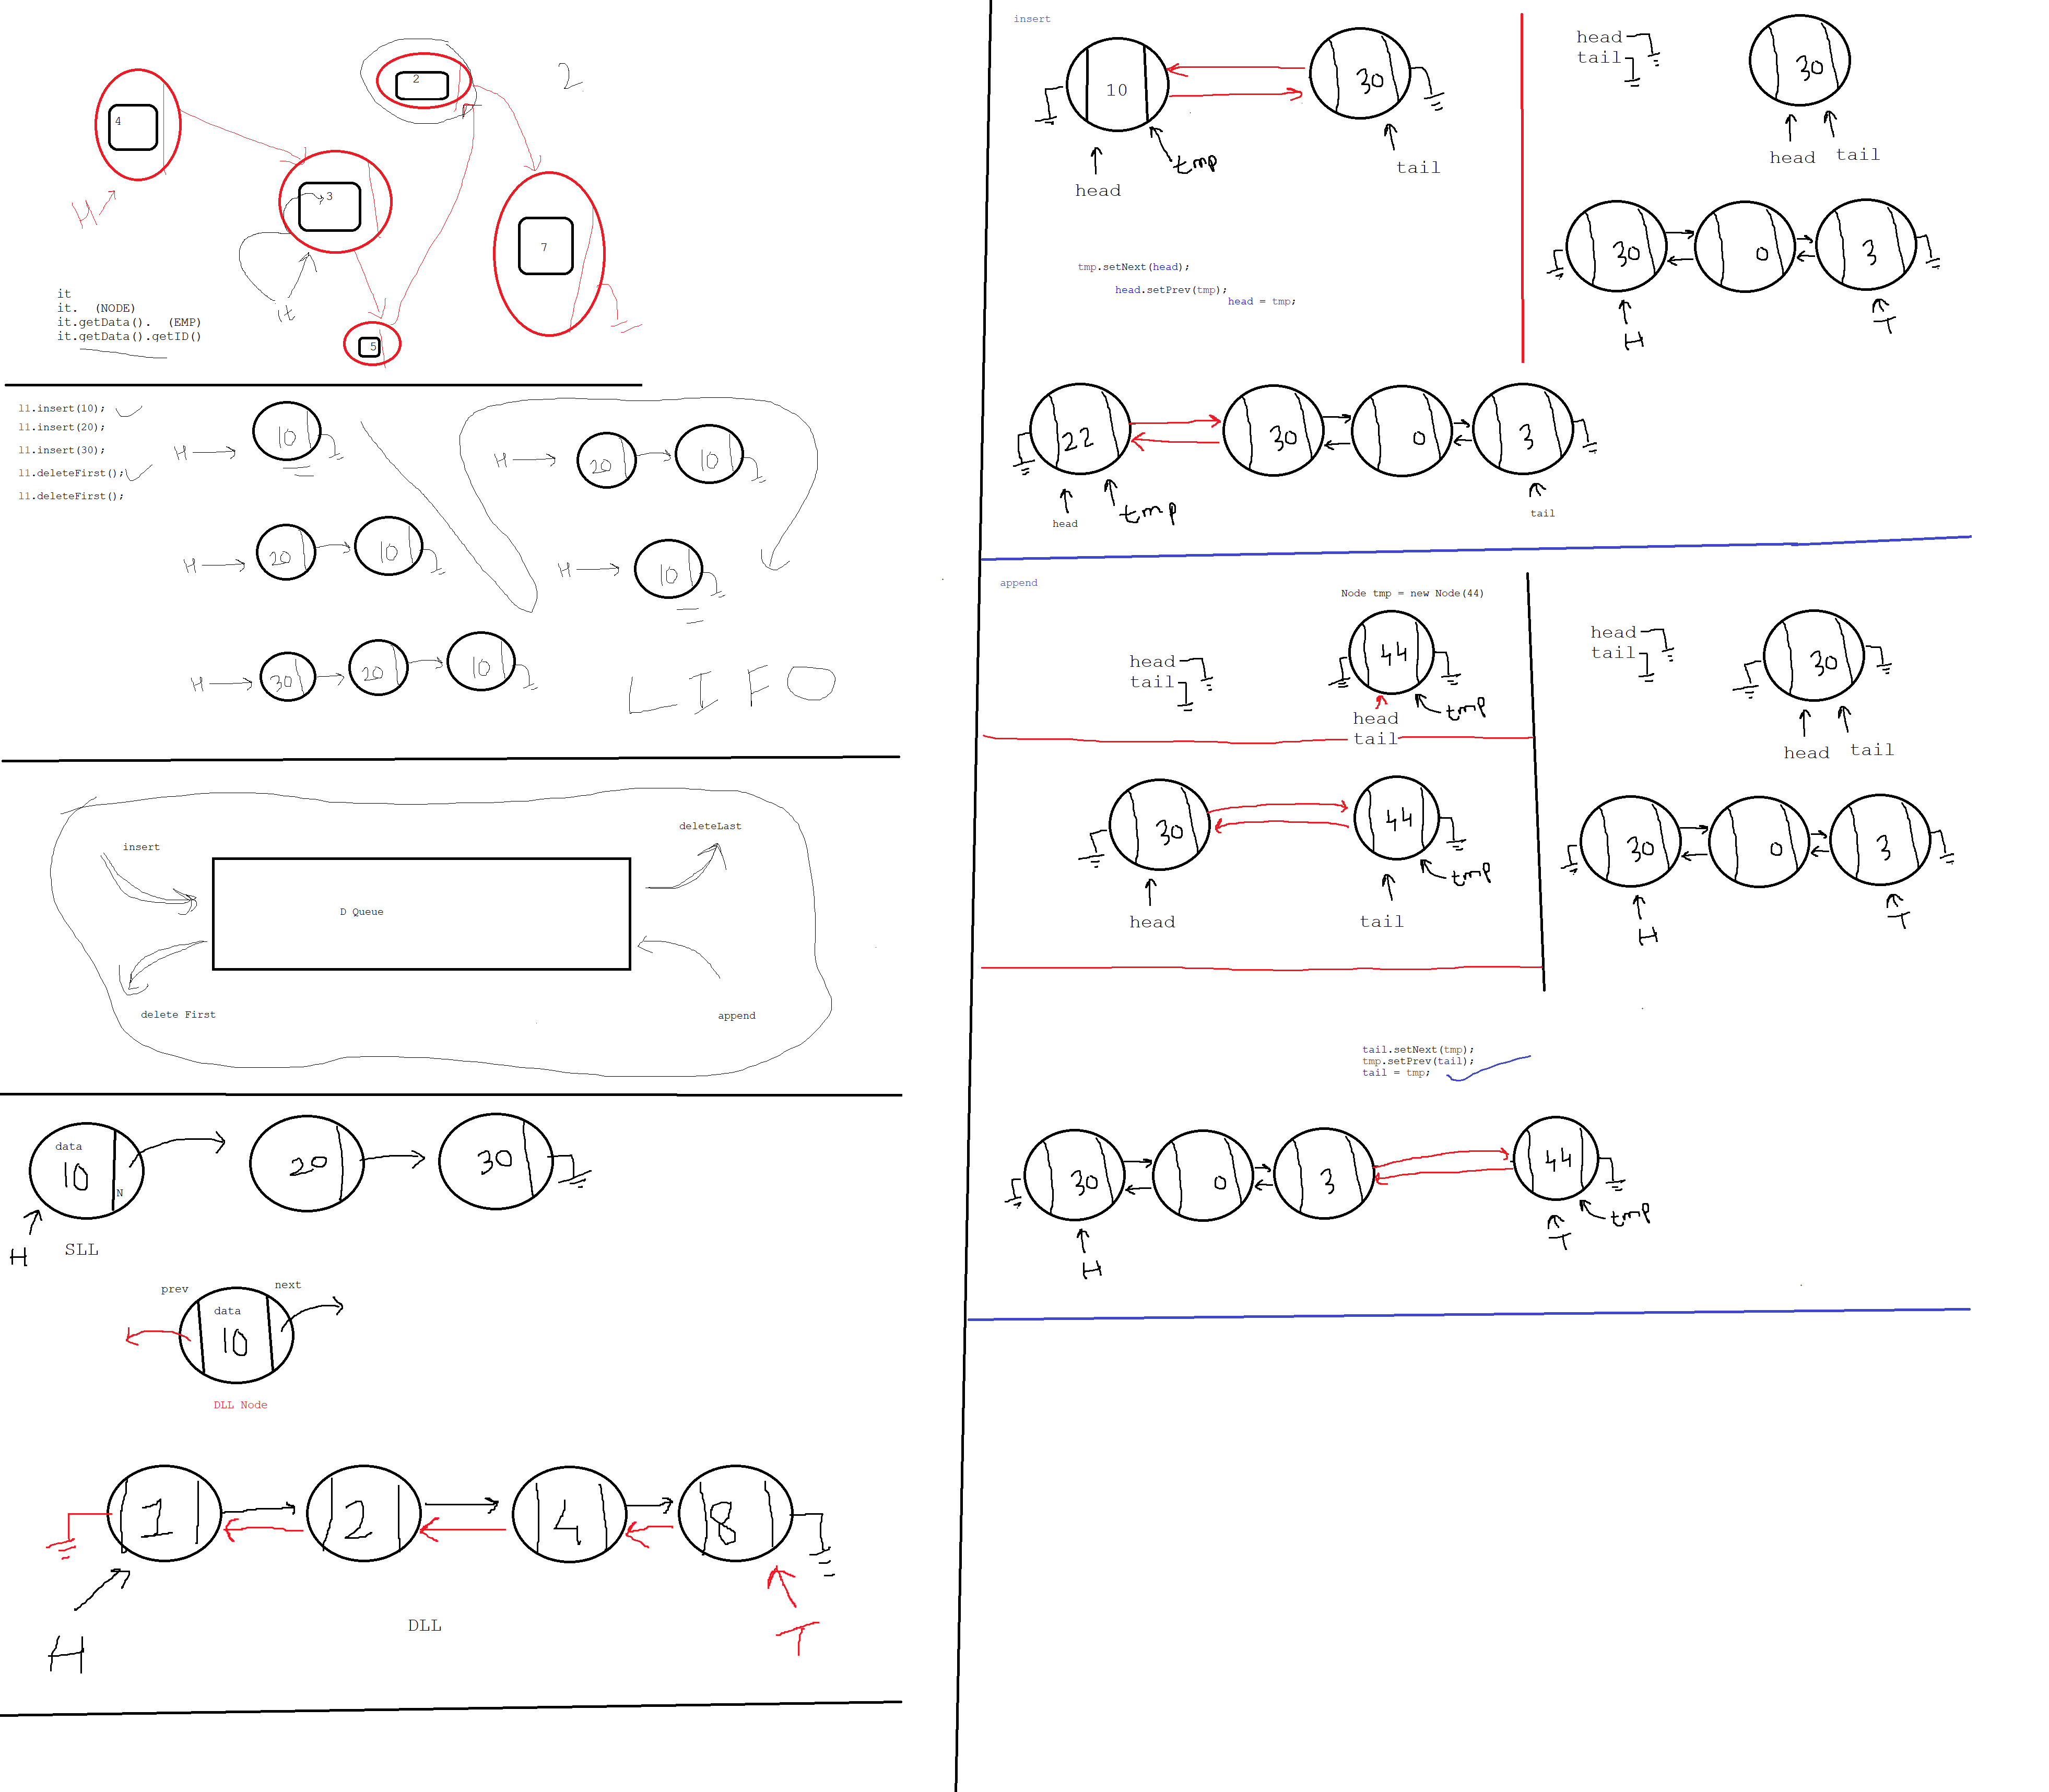 2
2
4
3
H
7
it
it
it. (NODE)
it.getData(). (EMP)
it.getData().getID()
5
ll.insert(10);
ll.insert(20);
ll.insert(30);
ll.deleteFirst();
ll.deleteFirst();
H 10
H 20 10
H 30 20 10
H 20 10
H 10
LIFO
insert
deleteLast
D Queue
delete First
append
data
10
N
20
30
H
SLL
prev
next
data
10
DLL Node
1 2 4 8
H
DLL
T
insert
10
30
head
tmp
tail
tmp.setNext(head);
head.setPrev(tmp);
head = tmp;
head
tail
30
head
tail
30 0 3
H
T
22 30 0 3
head
tmp
tail
append
Node tmp = new Node(44)
head
tail
44
head
tail
tmp
30
44
head
tail
tmp
head
tail
30
head
tail
30 0 3
H
T
tail.setNext(tmp);
tmp.setPrev(tail);
tail = tmp;
30 0 3 44
H
T
tmp